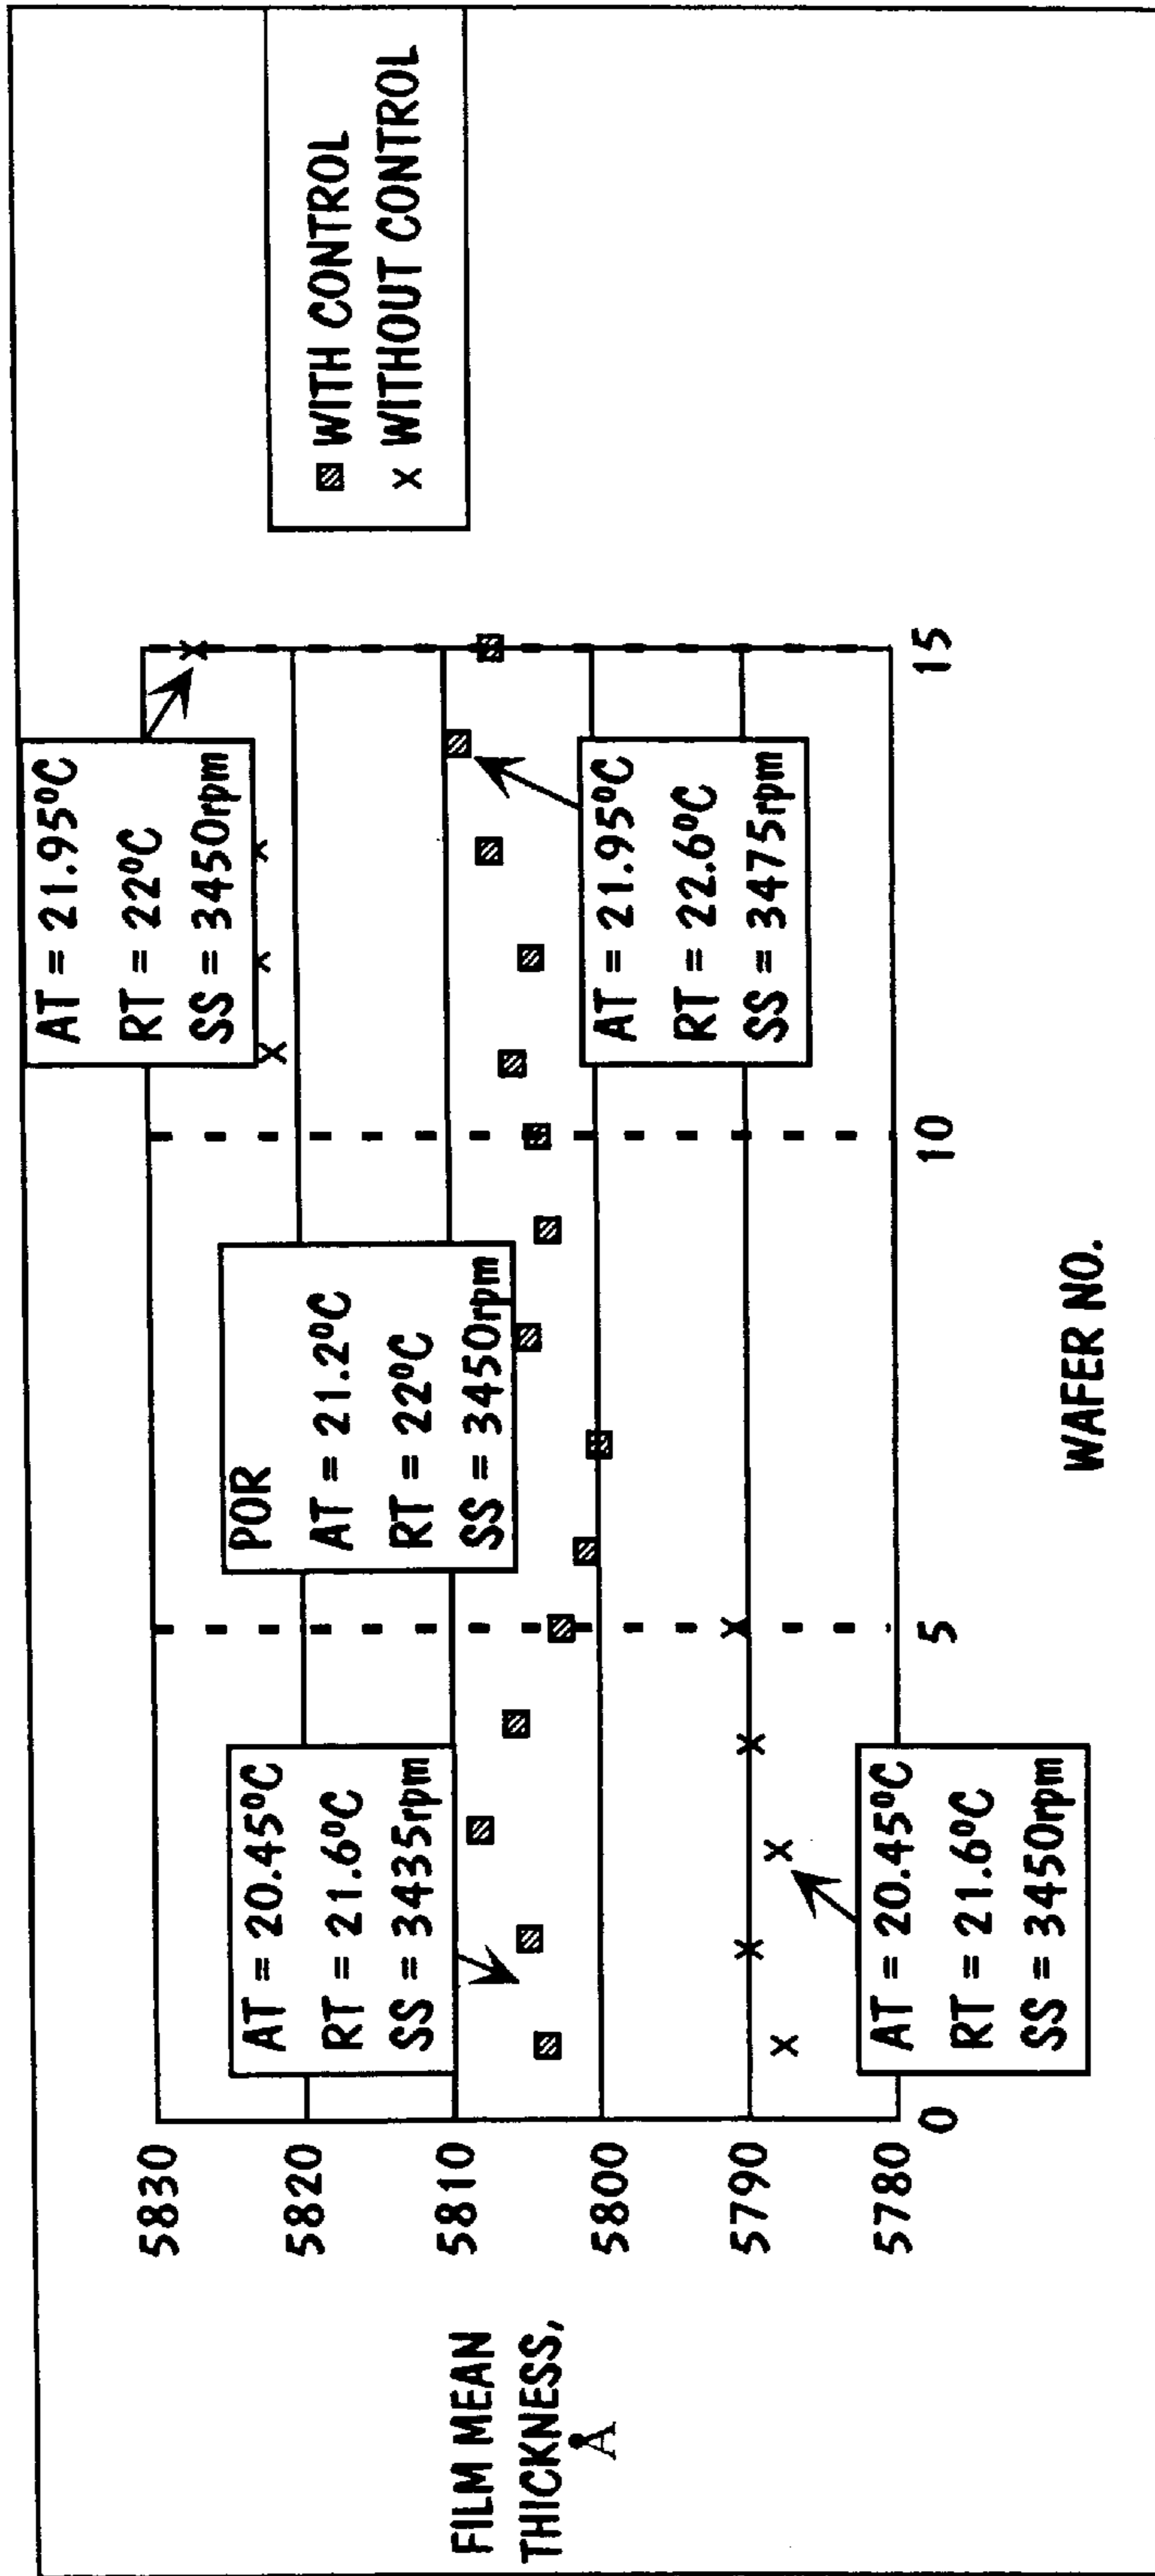 FILM MEAN
THICKNESS,
Å
5830
5820
5810
5800
5790
5780
0
5
10
15
WAFER NO.
AT = 20.45°C
RT = 21.6°C
SS = 3435rpm
POR
AT = 21.2°C
RT = 22°C
SS = 3450rpm
AT = 21.95°C
RT = 22°C
SS = 3450rpm
AT = 20.45°C
RT = 21.6°C
SS = 3450rpm
AT = 21.95°C
RT = 22.6°C
SS = 3475rpm
WITH CONTROL
x WITHOUT CONTROL